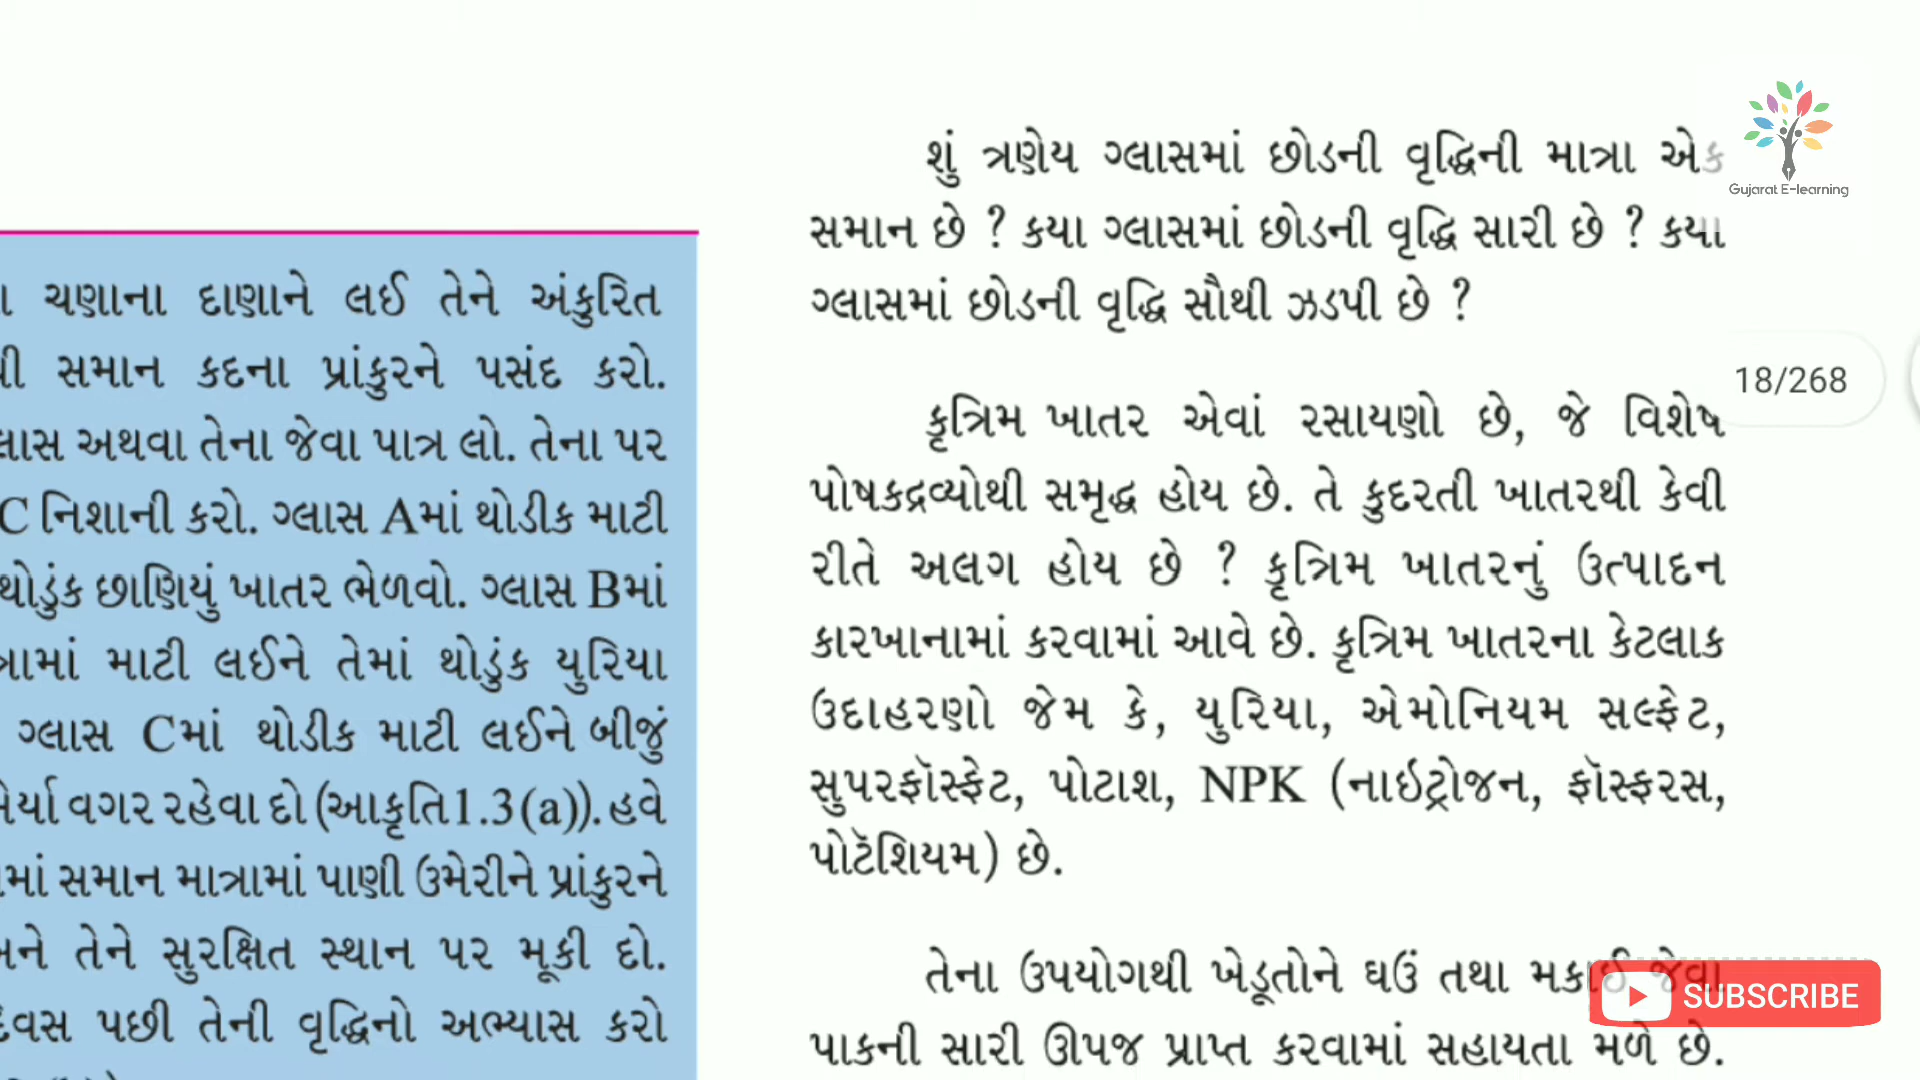 ચણાના દાણાને લઈ તેને અંકુરિત
સમાન કદના પ્રાંકુરને પસંદ કરો.
અથવા તેના જેવા પાત્ર લો. તેના પર
C નિશાની કરો. ગ્લાસ Aમાં થોડીક માટી
થોડુંક છાણિયું ખાતર ભેળવો. ગ્લાસ Bમાં
માટી લઈને તેમાં થોડુંક યુરિયા
ગ્લાસ Cમાં થોડીક માટી લઈને બીજું
વગર રહેવા દો (આકૃતિ 1.3 (a)). હવે
સમાન માત્રામાં પાણી ઉમેરીને પ્રાંકુરને
તેને સુરક્ષિત સ્થાન પર મૂકી દો.
પછી તેની વૃદ્ધિનો અભ્યાસ કરો
શું ત્રણેય ગ્લાસમાં છોડની વૃદ્ધિની માત્રા એક
સમાન છે ? કયા ગ્લાસમાં છોડની વૃદ્ધિ સારી છે ? કયા
ગ્લાસમાં છોડની વૃદ્ધિ સૌથી ઝડપી છે ?
કૃત્રિમ ખાતર એવાં રસાયણો છે, જે વિશેષ
પોષકદ્રવ્યોથી સમૃદ્ધ હોય છે. તે કુદરતી ખાતરથી કેવી
રીતે અલગ હોય છે ? કૃત્રિમ ખાતરનું ઉત્પાદન
કારખાનામાં કરવામાં આવે છે. કૃત્રિમ ખાતરના કેટલાક
ઉદાહરણો જેમ કે, યુરિયા, એમોનિયમ સલ્ફેટ,
સુપરફૉસ્ફેટ, પોટાશ, NPK (નાઇટ્રોજન, ફૉસ્ફરસ,
પોટૅશિયમ) છે.
તેના ઉપયોગથી ખેડૂતોને ઘઉં તથા મકાઈ જેવા
પાકની સારી ઊપજ પ્રાપ્ત કરવામાં સહાયતા મળે છે.
Gujarat E-learning
18/268
SUBSCRIBE